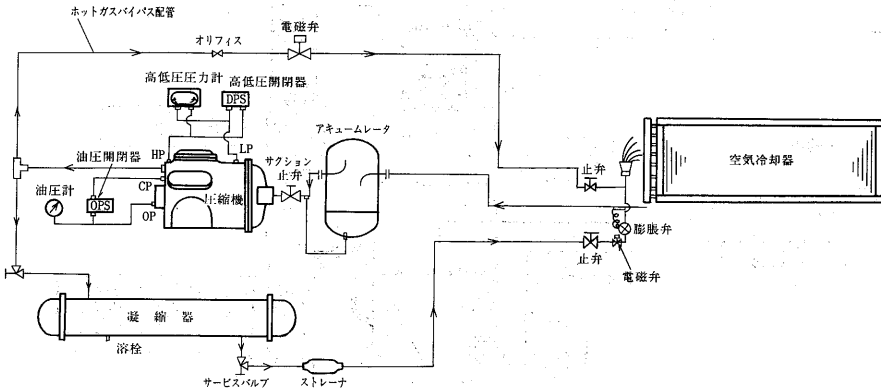 ホットガスバイパス配管
オリフィス
電磁弁
高低圧圧力計
高低圧開閉器
DPS
アキュームレータ
空気冷却器
油圧開閉器
HP
LP
サクション
止弁
止弁
油圧計
OPS
CP
OP
圧縮機
膨脹弁
止弁
電磁弁
凝縮器
溶栓
サービスバルブ
ストレーナ